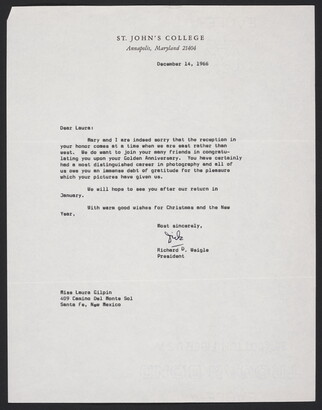 ST. JOHN'S COLLEGE
Annapolis, Maryland 21404
December 14, 1966
Dear Laura:
Mary and I are indeed sorry that the reception in
your honor comes at a time when we are east rather than
west. We do want to join your many friends in congratu-
lating you upon your Golden Anniversary. You have certainly
had a most distinguished career in photography and all of
us owe you an immense debt of gratitude for the pleasure
which your pictures have given us.
We will hope to see you after our return in
January.
With warm good wishes for Christmas and the New
Year.
Most sincerely,
Dick
Richard D. Weigle
President
Miss Laura Gilpin
409 Camino Del Monte Sol
Santa Fe, New Mexico